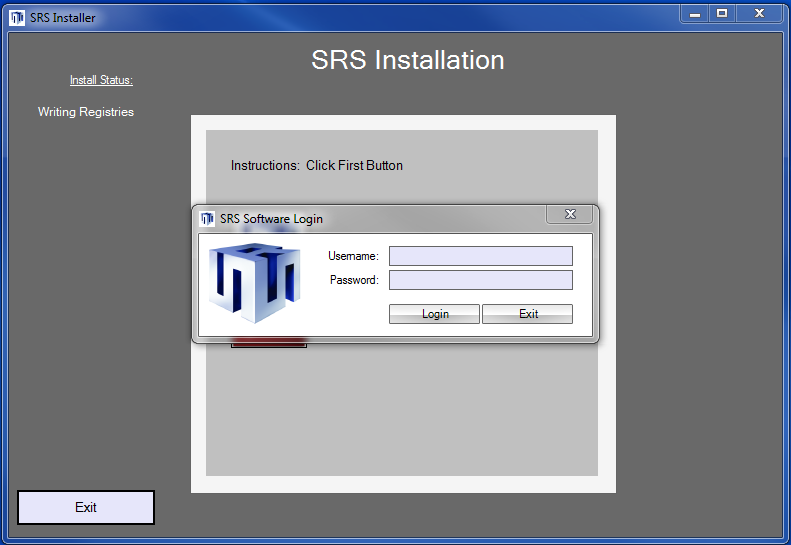 SRS Installer
SRS Installation
Install Status:
Writing Registries
Instructions: Click First Button
SRS Software Login
Username:
Password:
Login
Exit
Exit